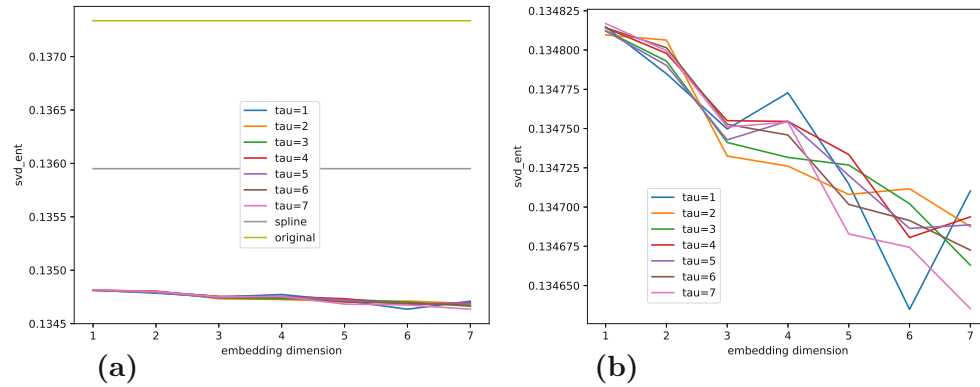 0.1370
0.1365
0.1360
0.1355
0.1350
0.1345
svd_ent
tau=1
tau=2
tau=3
tau=4
tau=5
tau=6
tau=7
spline
original
1 2 3 4 5 6 7
embedding dimension
(a)
0.134825
0.134800
0.134775
0.134750
0.134725
0.134700
0.134675
0.134650
svd_ent
tau=1
tau=2
tau=3
tau=4
tau=5
tau=6
tau=7
1 2 3 4 5 6 7
embedding dimension
(b)